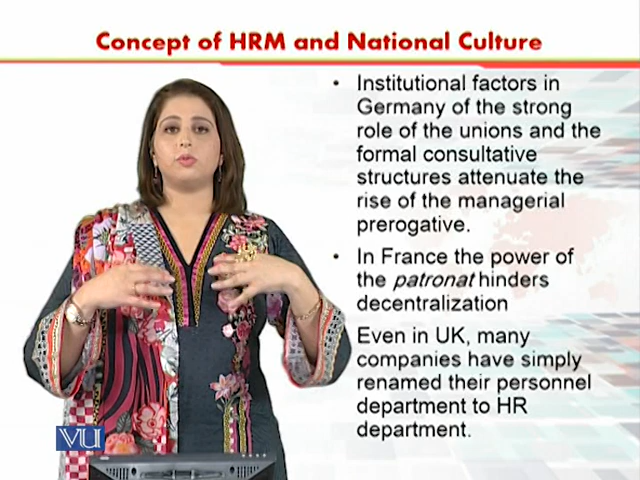 Concept of HRM and National Culture
• Institutional factors in
Germany of the strong
role of the unions and the
formal consultative
structures attenuate the
rise of the managerial
prerogative.
• In France the power of
the patronat hinders
decentralization
Even in UK, many
companies have simply
renamed their personnel
department to HR
department.
VU